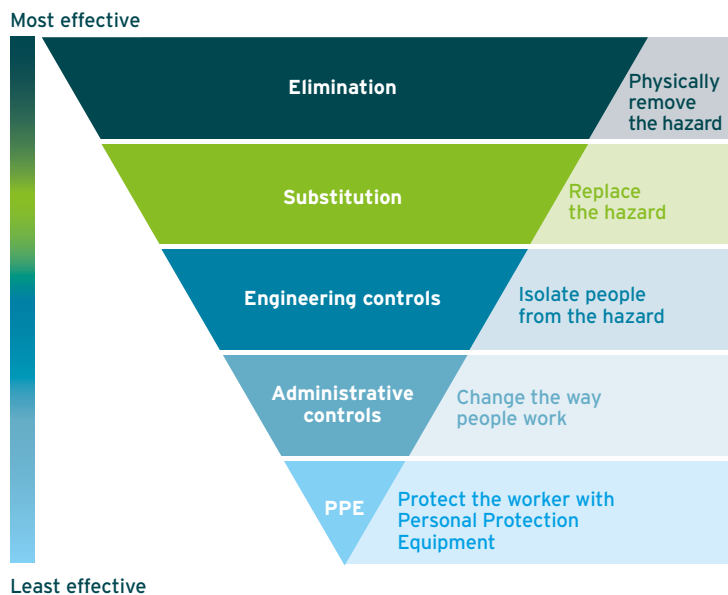 Most effective
Elimination
Physically
remove
the hazard
Substitution
Replace
the hazard
Engineering controls
Isolate people
from the hazard
Administrative
controls
Change the way
people work
PPE
Protect the worker with
Personal Protection
Equipment
Least effective